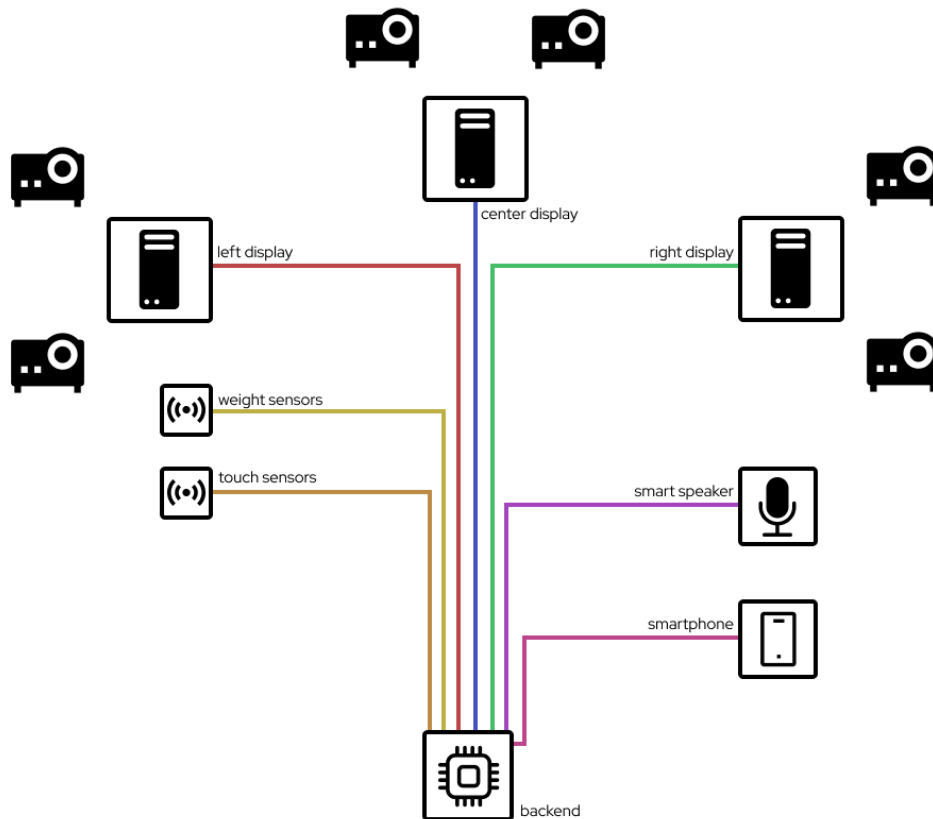 center display
left display
right display
weight sensors
touch sensors
smart speaker
smartphone
backend